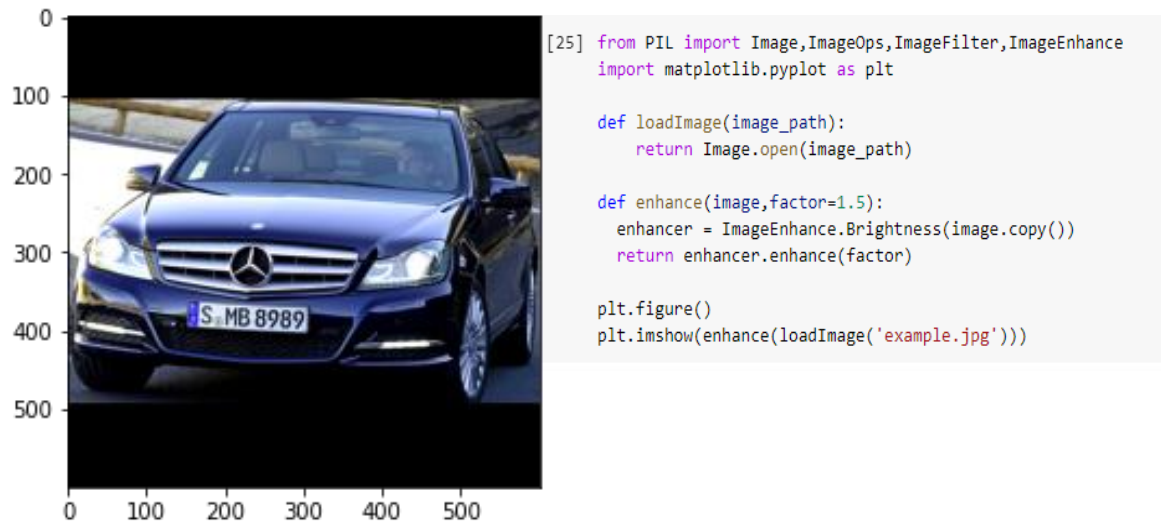 0
100
200
300
400
500
0 100 200 300 400 500
S MB 8989
[25] from PIL import Image,ImageOps,ImageFilter,ImageEnhance
import matplotlib.pyplot as plt
def loadImage(image_path):
return Image.open(image_path)
def enhance(image,factor=1.5):
enhancer = ImageEnhance.Brightness(image.copy())
return enhancer.enhance(factor)
plt.figure()
plt.imshow(enhance(loadImage('example.jpg')))